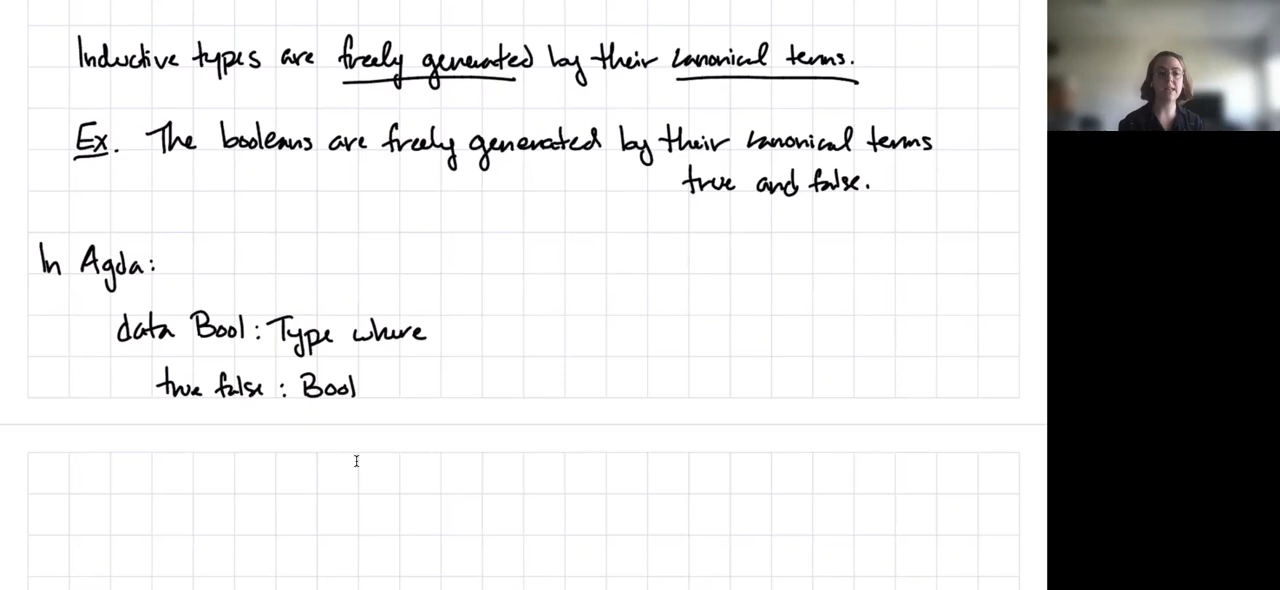 Inductive types are freely generated by their canonical terms.
Ex. The booleans are freely generated by their canonical terms
true and false.
In Agda:
data Bool : Type where
true false : Bool